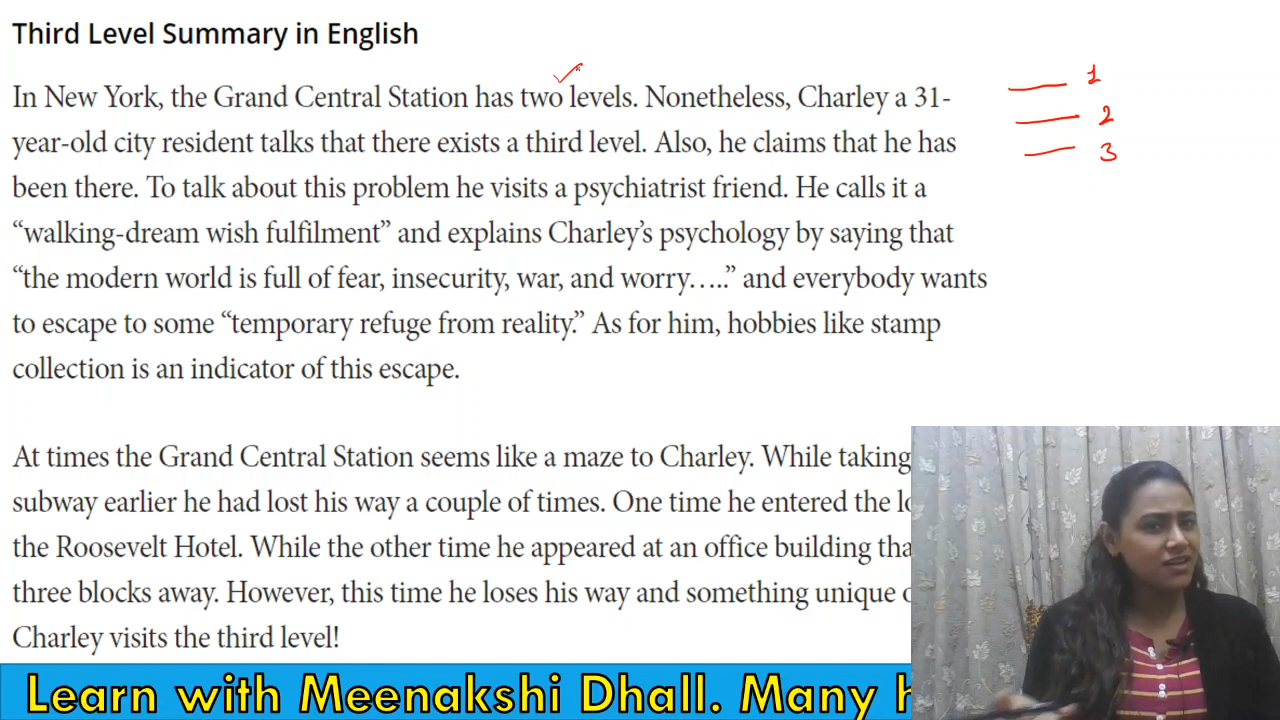 Third Level Summary in English
In New York, the Grand Central Station has two levels. Nonetheless, Charley a 31-
year-old city resident talks that there exists a third level. Also, he claims that he has
been there. To talk about this problem he visits a psychiatrist friend. He calls it a
“walking-dream wish fulfilment” and explains Charley’s psychology by saying that
“the modern world is full of fear, insecurity, war, and worry…..” and everybody wants
to escape to some “temporary refuge from reality.” As for him, hobbies like stamp
collection is an indicator of this escape.
At times the Grand Central Station seems like a maze to Charley. While taking
subway earlier he had lost his way a couple of times. One time he entered the
the Roosevelt Hotel. While the other time he appeared at an office building
three blocks away. However, this time he loses his way and something unique
Charley visits the third level!
1
2
3
Learn with Meenakshi Dhall. Many